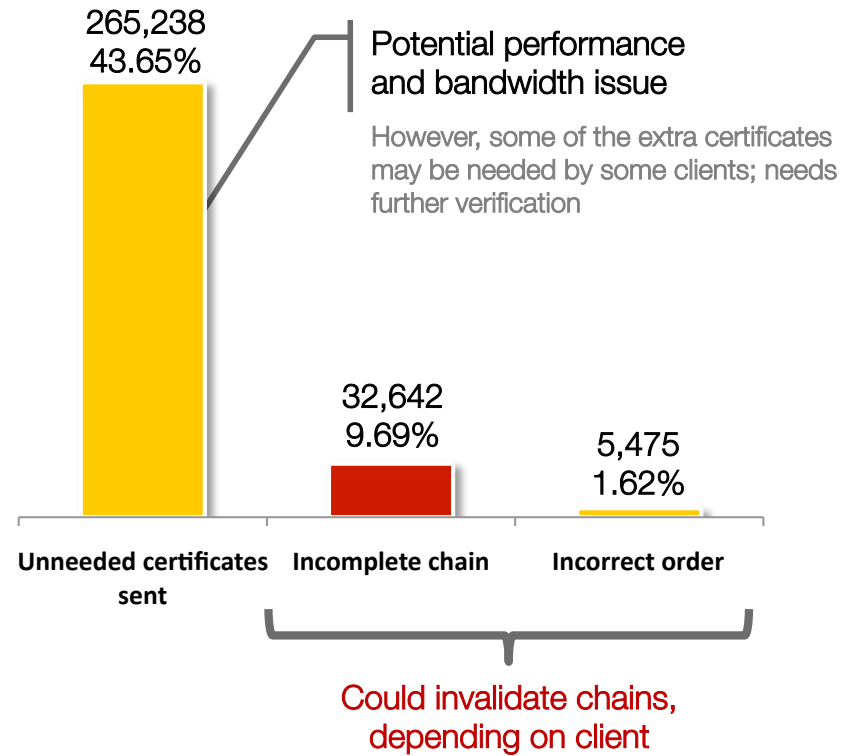 265,238
43.65%
Potential performance
and bandwidth issue
However, some of the extra certificates
may be needed by some clients; needs
further verification
32,642
9.69%
5,475
1.62%
Unneeded certificates
sent
Incomplete chain
Incorrect order
Could invalidate chains,
depending on client